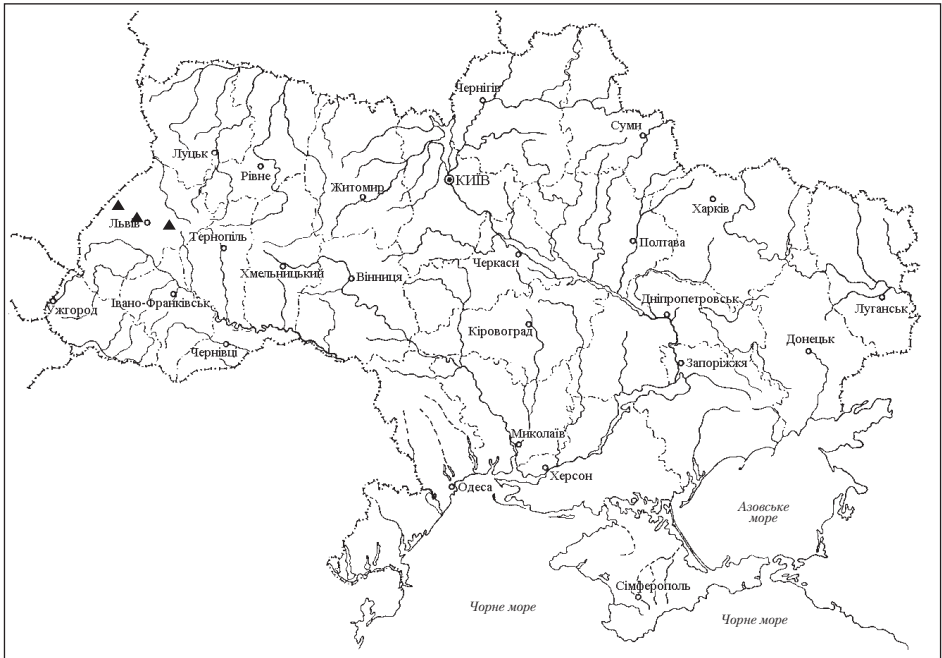 Чернігів
Суми
Луцьк
Рівне
КИЇВ
Житомир
Харків
Львів
Тернопіль
Полтава
Черкаси
Хмельницький
Вінниця
Ужгород
Івано-Франківськ
Дніпропетровськ
Луганськ
Кіровоград
Донецьк
Чернівці
Запоріжжя
Миколаїв
Херсон
Одеса
Азовське
море
Сімферополь
Чорне море
Чорне море